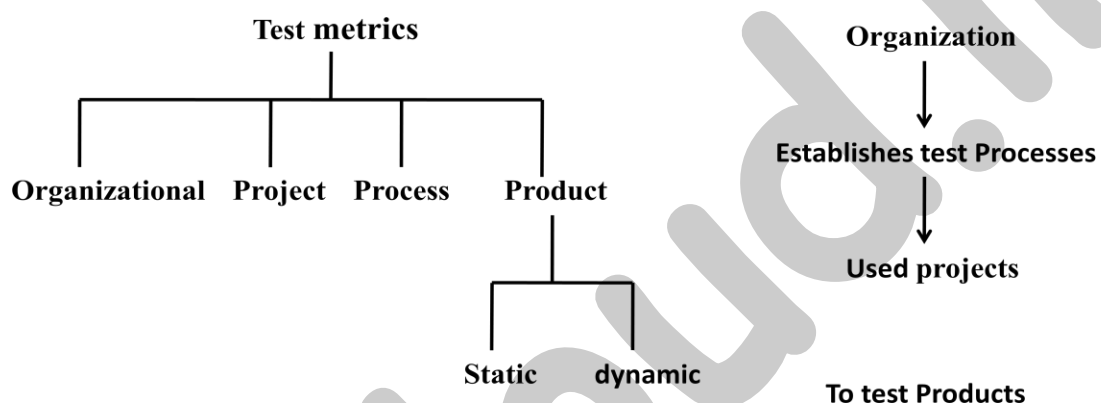 Test metrics
Organizational Project Process Product
Static dynamic
Organization
Establishes test Processes
Used projects
To test Products